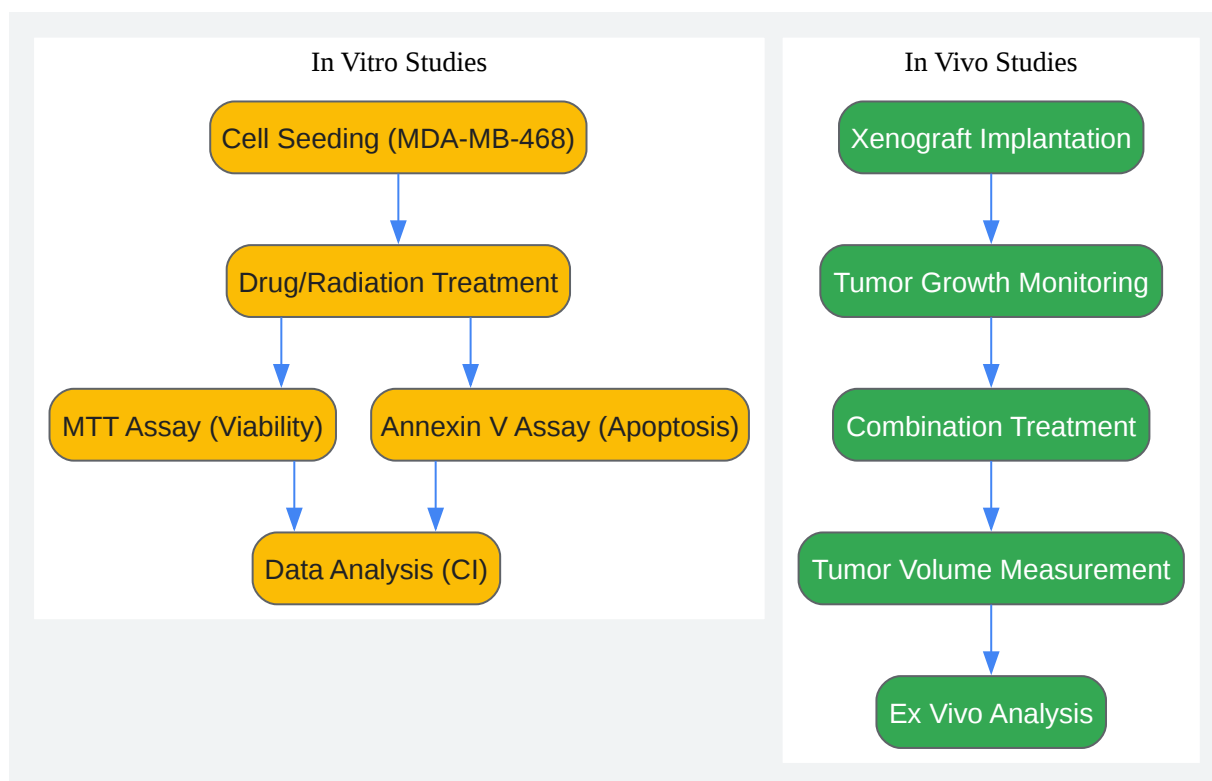 In Vitro Studies
Cell Seeding (MDA-MB-468)
Drug/Radiation Treatment
MTT Assay (Viability)
Annexin V Assay (Apoptosis)
Data Analysis (CI)
In Vivo Studies
Xenograft Implantation
Tumor Growth Monitoring
Combination Treatment
Tumor Volume Measurement
Ex Vivo Analysis